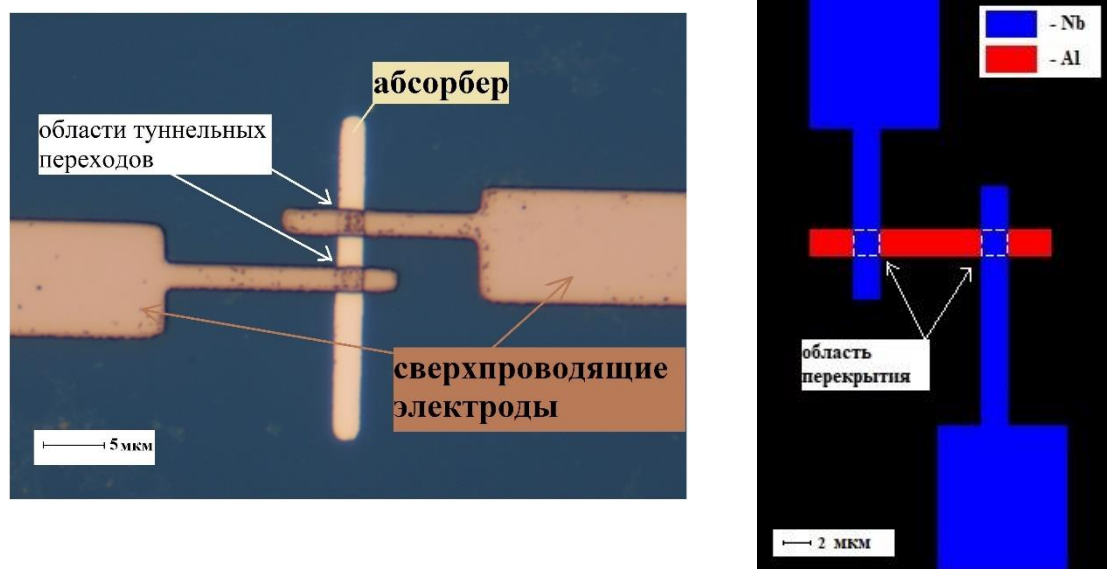 абсорбер
области туннельных
переходов
сверхпроводящие
электроды
5 мкм
- Nb
- Al
область
перекрытия
2 мкм